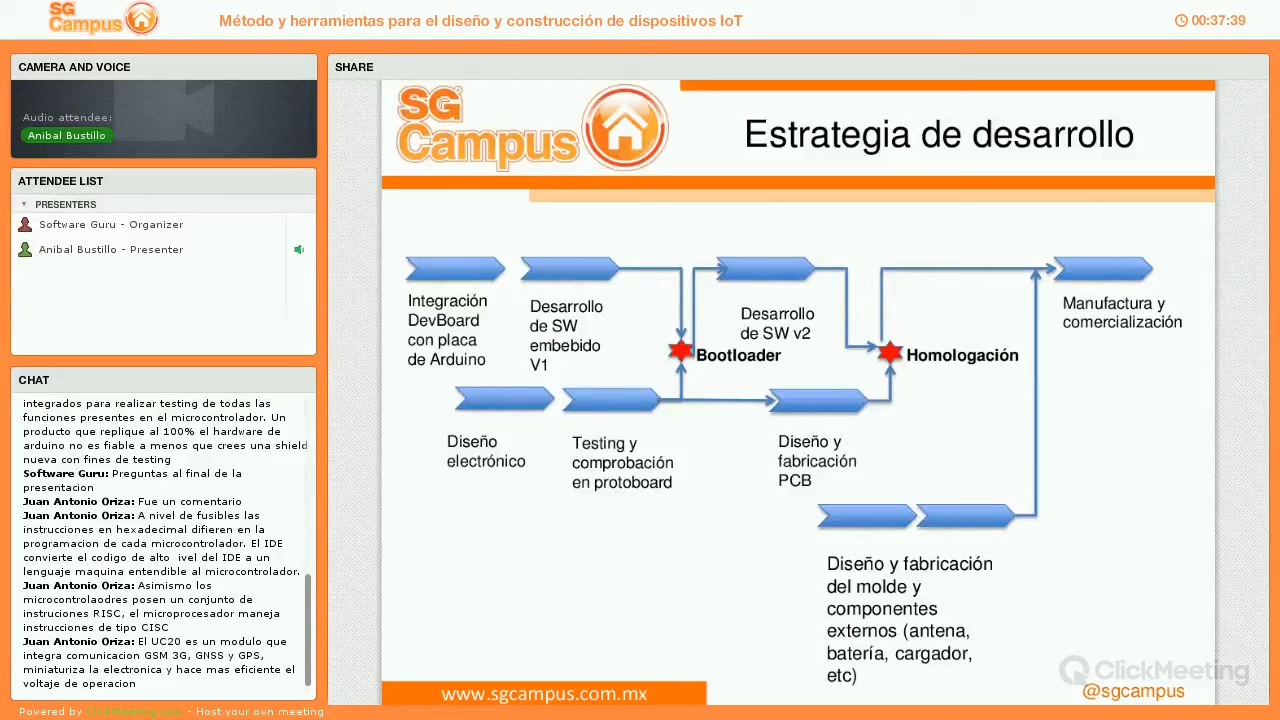 SG Campus
Método y herramientas para el diseño y construcción de dispositivos IoT
00:37:39
CAMERA AND VOICE
Audio attendee:
Anibal Bustillo
ATTENDEE LIST
PRESENTERS
Software Guru - Organizer
Anibal Bustillo - Presenter
CHAT
integrados para realizar testing de todas las
funciones presentes en el microcontrolador. Un
producto que replique al 100% el hardware de
arduino no es fiable a menos que crees una shield
nueva con fines de testing
Software Guru: Preguntas al final de la
presentacion
Juan Antonio Oriza: Fue un comentario
Juan Antonio Oriza: A nivel de fusibles las
instrucciones en hexadecimal difieren en la
programacion de cada microcontrolador. El IDE
convierte el codigo de alto ivel del IDE a un
lenguaje maquina entendible al microcontrolador.
Juan Antonio Oriza: Asimismo los
microcontrolaodres posen un conjunto de
instruciones RISC, el microprocesador maneja
instrucciones de tipo CISC
Juan Antonio Oriza: El UC20 es un modulo que
integra comunicacion GSM 3G, GNSS y GPS,
miniaturiza la electronica y hace mas eficiente el
voltaje de operacion
Powered by ClickMeeting.com - Host your own meeting
SHARE
SG
Campus
Estrategia de desarrollo
Integración
DevBoard
con placa
de Arduino
Desarrollo
de SW
embebido
V1
Bootloader
Desarrollo
de SW v2
Homologación
Manufactura y
comercialización
Diseño
electrónico
Testing y
comprobación
en protoboard
Diseño y
fabricación
PCB
Diseño y fabricación
del molde y
componentes
externos (antena,
batería, cargador,
etc)
www.sgcampus.com.mx
ClickMeeting
@sgcampus